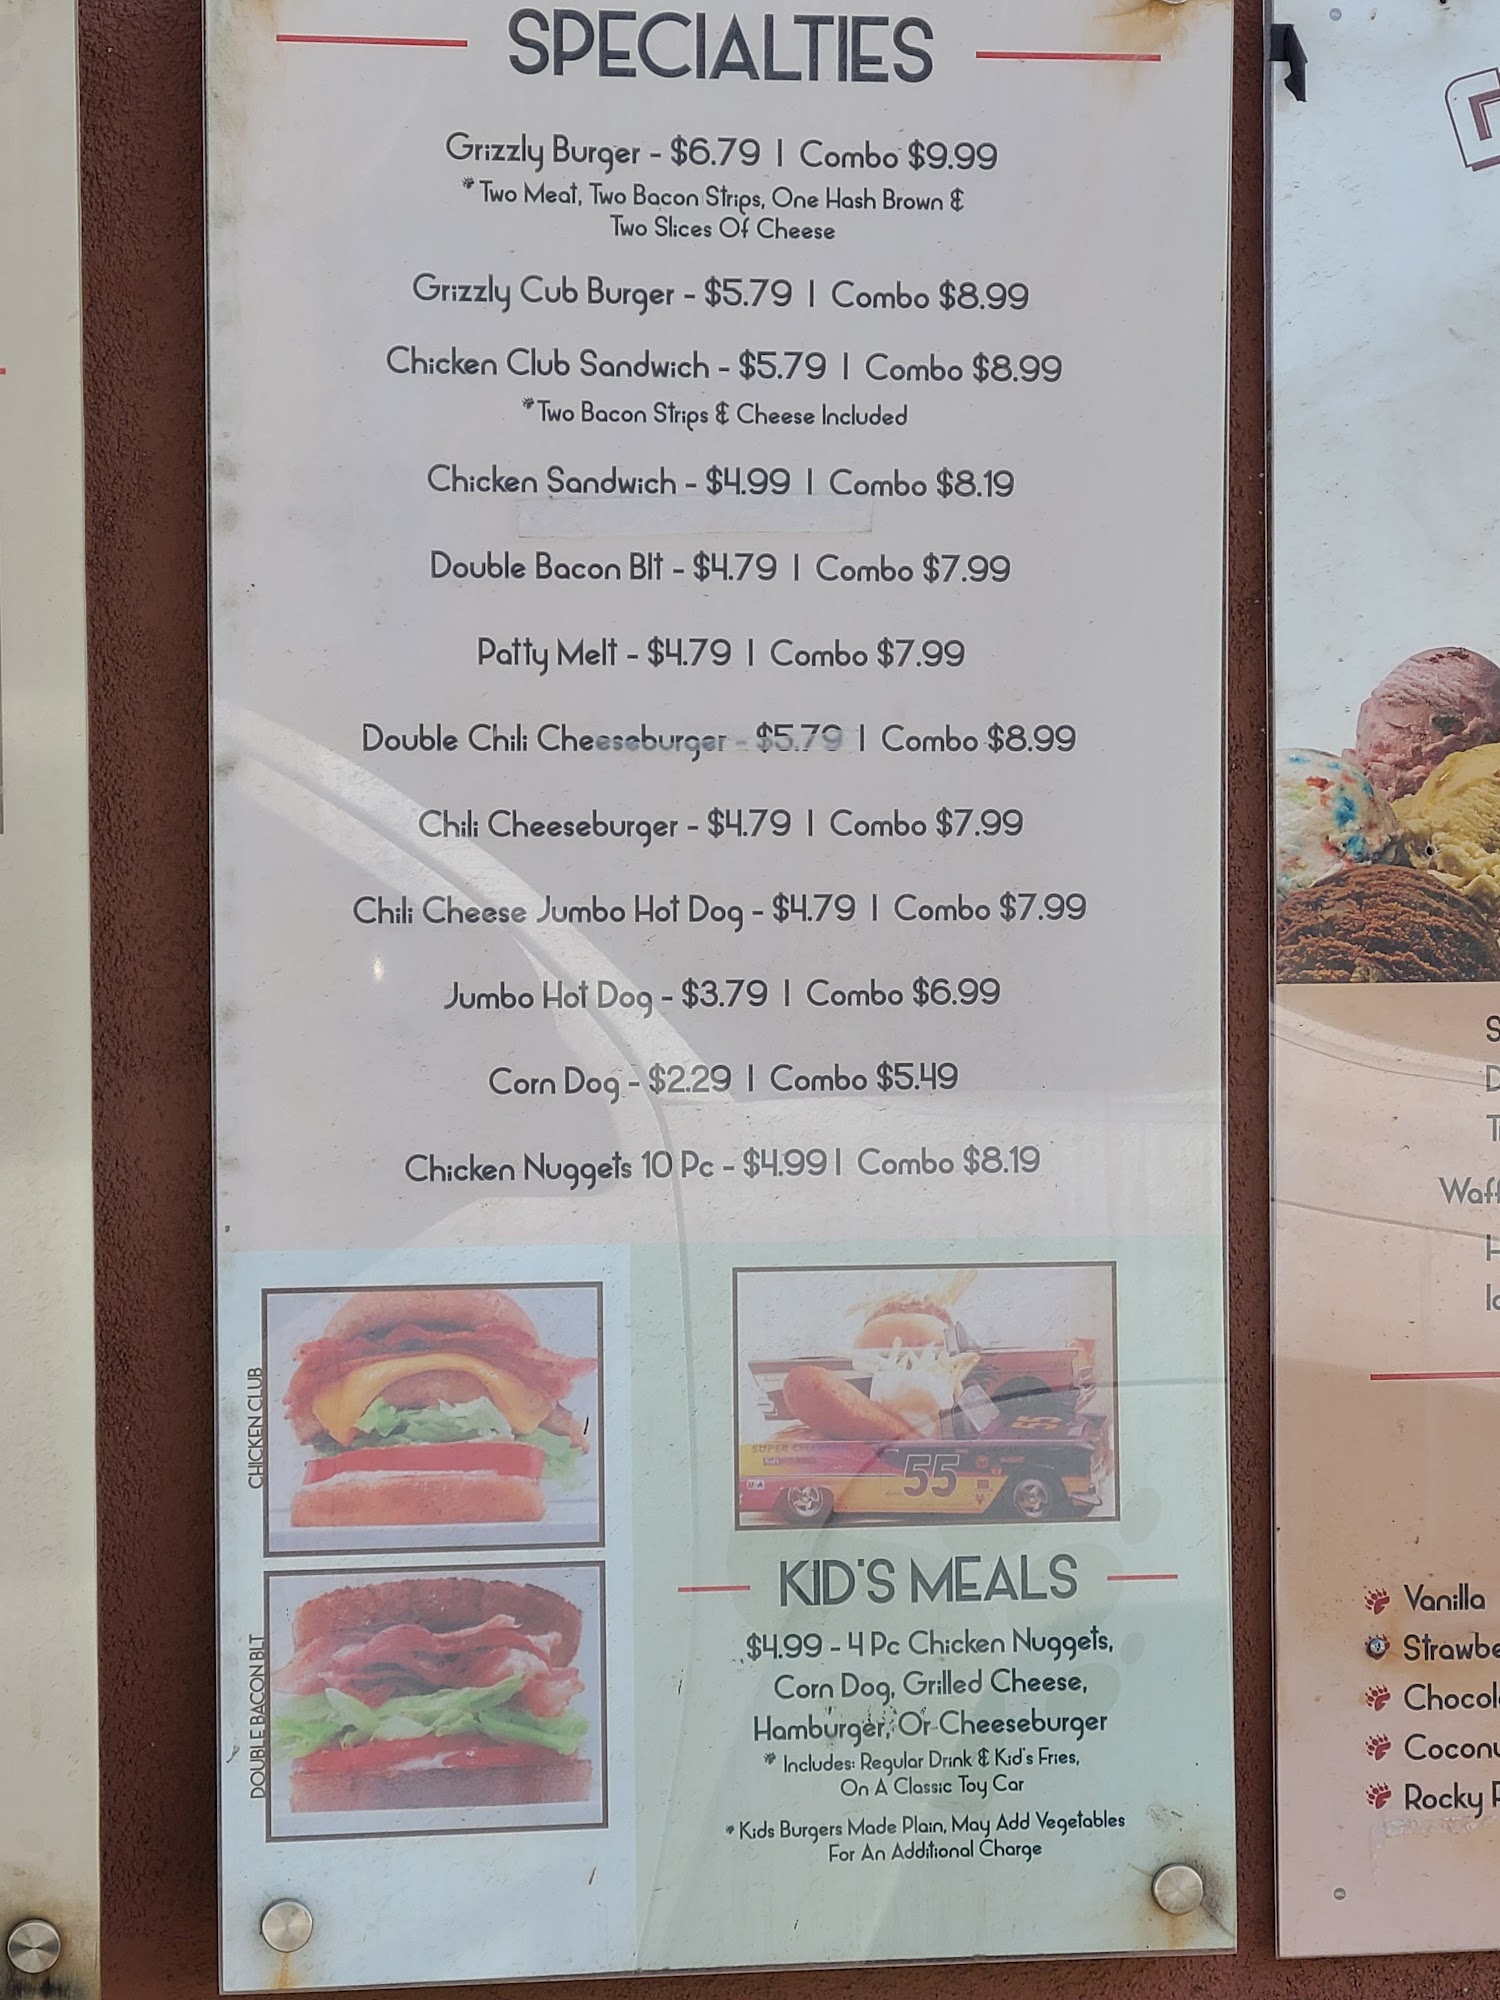 SPECIALTIES
Grizzly Burger - $6.79 | Combo $9.99
*Two Meat, Two Bacon Strips, One Hash Brown &
Two Slices Of Cheese
Grizzly Cub Burger - $5.79 | Combo $8.99
Chicken Club Sandwich - $5.79 | Combo $8.99
*Two Bacon Strips & Cheese Included
Chicken Sandwich - $4.99 | Combo $8.19
Double Bacon Blt - $4.79 | Combo $7.99
Patty Melt - $4.79 | Combo $7.99
Double Chili Cheeseburger - $5.79 | Combo $8.99
Chili Cheeseburger - $4.79 | Combo $7.99
Chili Cheese Jumbo Hot Dog - $4.79 | Combo $7.99
Jumbo Hot Dog - $3.79 | Combo $6.99
Corn Dog - $2.29 | Combo $5.49
Chicken Nuggets 10 Pc - $4.99 | Combo $8.19
CHICKEN CLUB
DOUBLE BACON BLT
55
KID'S MEALS
$4.99 - 4 Pc Chicken Nuggets,
Corn Dog, Grilled Cheese,
Hamburger, Or Cheeseburger
* Includes: Regular Drink & Kid's Fries,
On A Classic Toy Car
* Kids Burgers Made Plain, May Add Vegetables
For An Additional Charge
Vanilla
Strawbe
Chocol
Coconu
Rocky